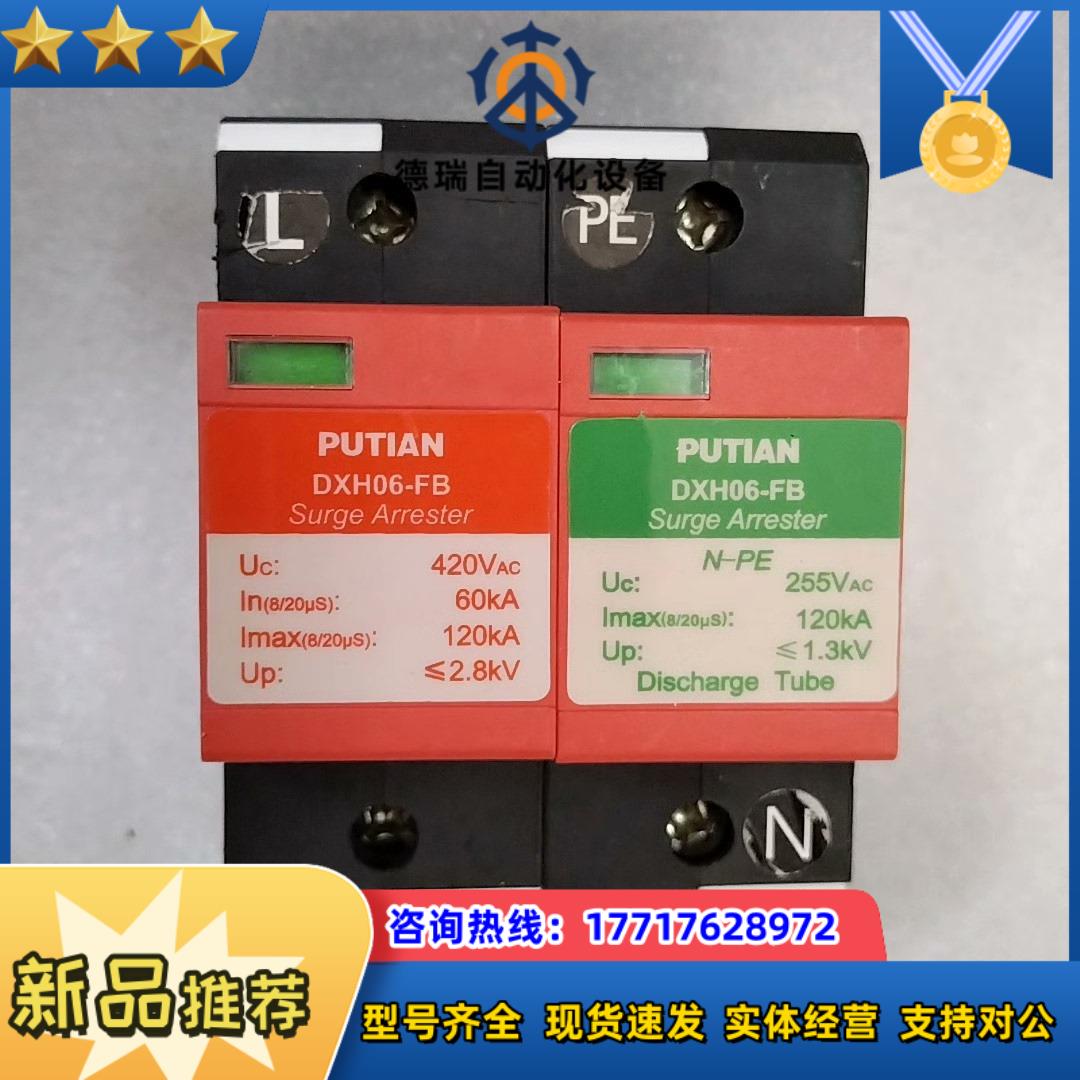 德瑞自动化设备
L
PE
PUTIAN
DXH06-FB
Surge Arrester
Uc: 420VAC
In(8/20µS): 60kA
Imax(8/20µS): 120kA
Up: ≤2.8kV
PUTIAN
DXH06-FB
Surge Arrester
N-PE
Uc: 255VAC
Imax(8/20µS): 120kA
Up: ≤1.3kV
Discharge Tube
N
咨询热线：17717628972
新品推荐
型号齐全 现货速发 实体经营 支持对公